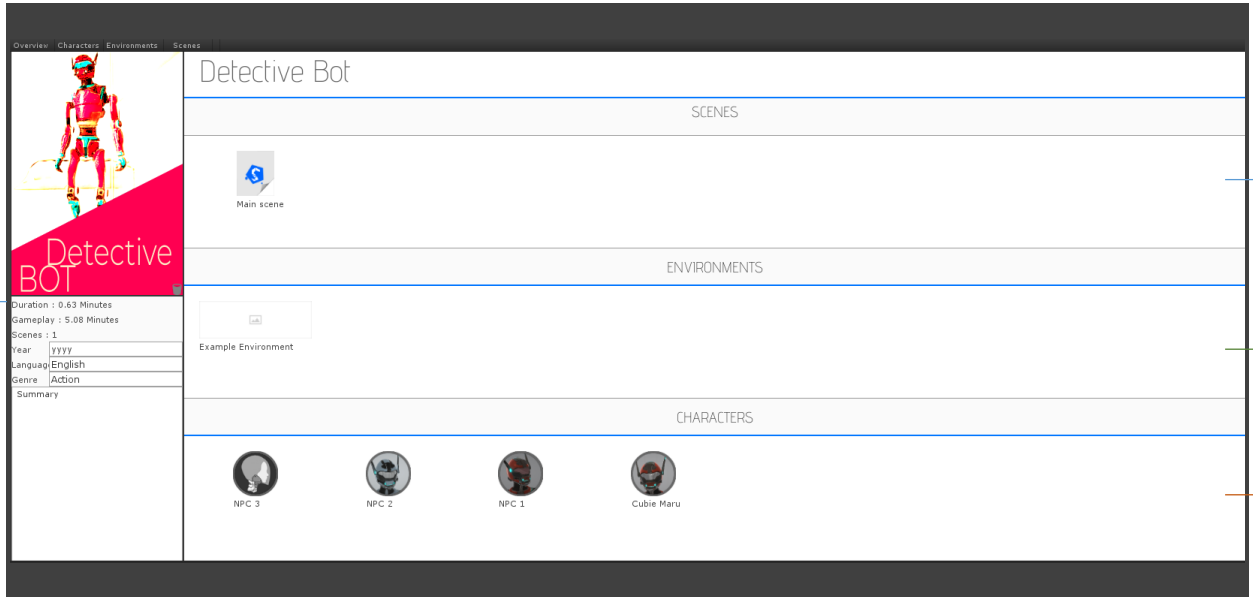 Overview Characters Environments Scenes
Detective
BOT
Duration : 0.63 Minutes
Gameplay : 5.08 Minutes
Scenes : 1
Year yyyy
Languag English
Genre Action
Summary
Detective Bot
SCENES
Main scene
ENVIRONMENTS
Example Environment
CHARACTERS
NPC 3 NPC 2 NPC 1 Cubie Maru